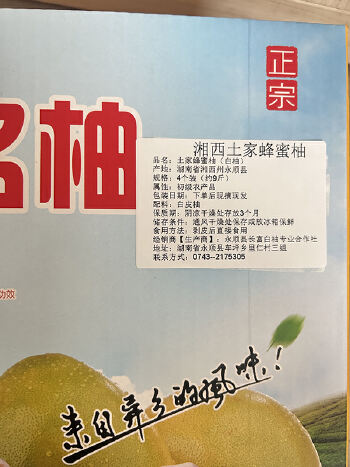 正宗
名柚
湘西土家蜂蜜柚
品名：土家蜂蜜柚（白柚）
产地：湖南省湘西州永顺县
规格：4个装（约9斤）
属性：初级农产品
包装日期：下单后现摘现发
配料：白皮柚
保质期：阴凉干燥处存放3个月
储存条件：通风干燥处保存或放冰箱保鲜
食用方法：剥皮后直接食用
经销商【生产商】：永顺县长富白柚专业合作社
地址：湖南省永顺县车坪乡里仁村三组
联系方式：0743--2175305
功效
来自异乡的风味！